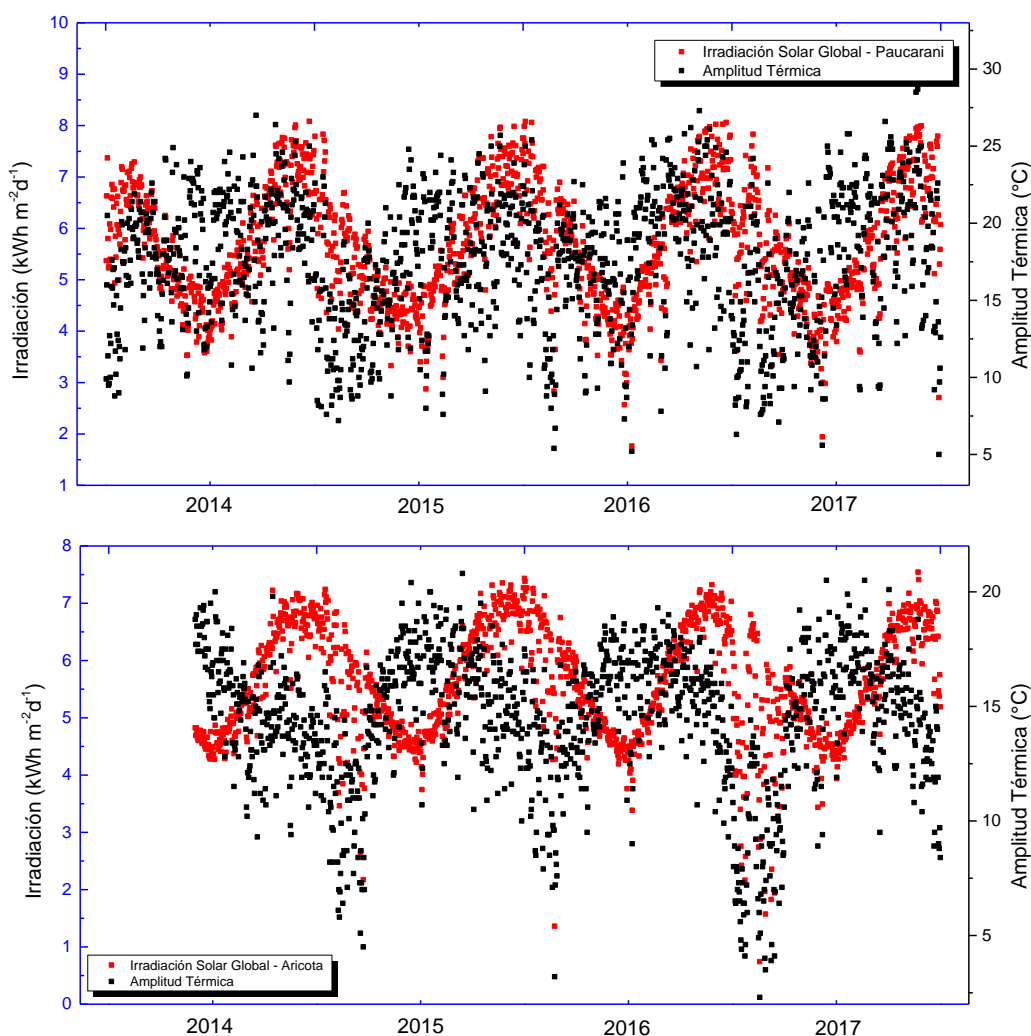 10
9
8
7
6
5
4
3
2
1
Irradiación (kWh m⁻²d⁻¹)
Irradiación Solar Global - Paucarani
Amplitud Térmica
30
25
20
15
10
5
Amplitud Térmica (°C)
2014 2015 2016 2017
8
7
6
5
4
3
2
1
0
Irradiación (kWh m⁻²d⁻¹)
Irradiación Solar Global - Aricota
Amplitud Térmica
20
15
10
5
Amplitud Térmica (°C)
2014 2015 2016 2017